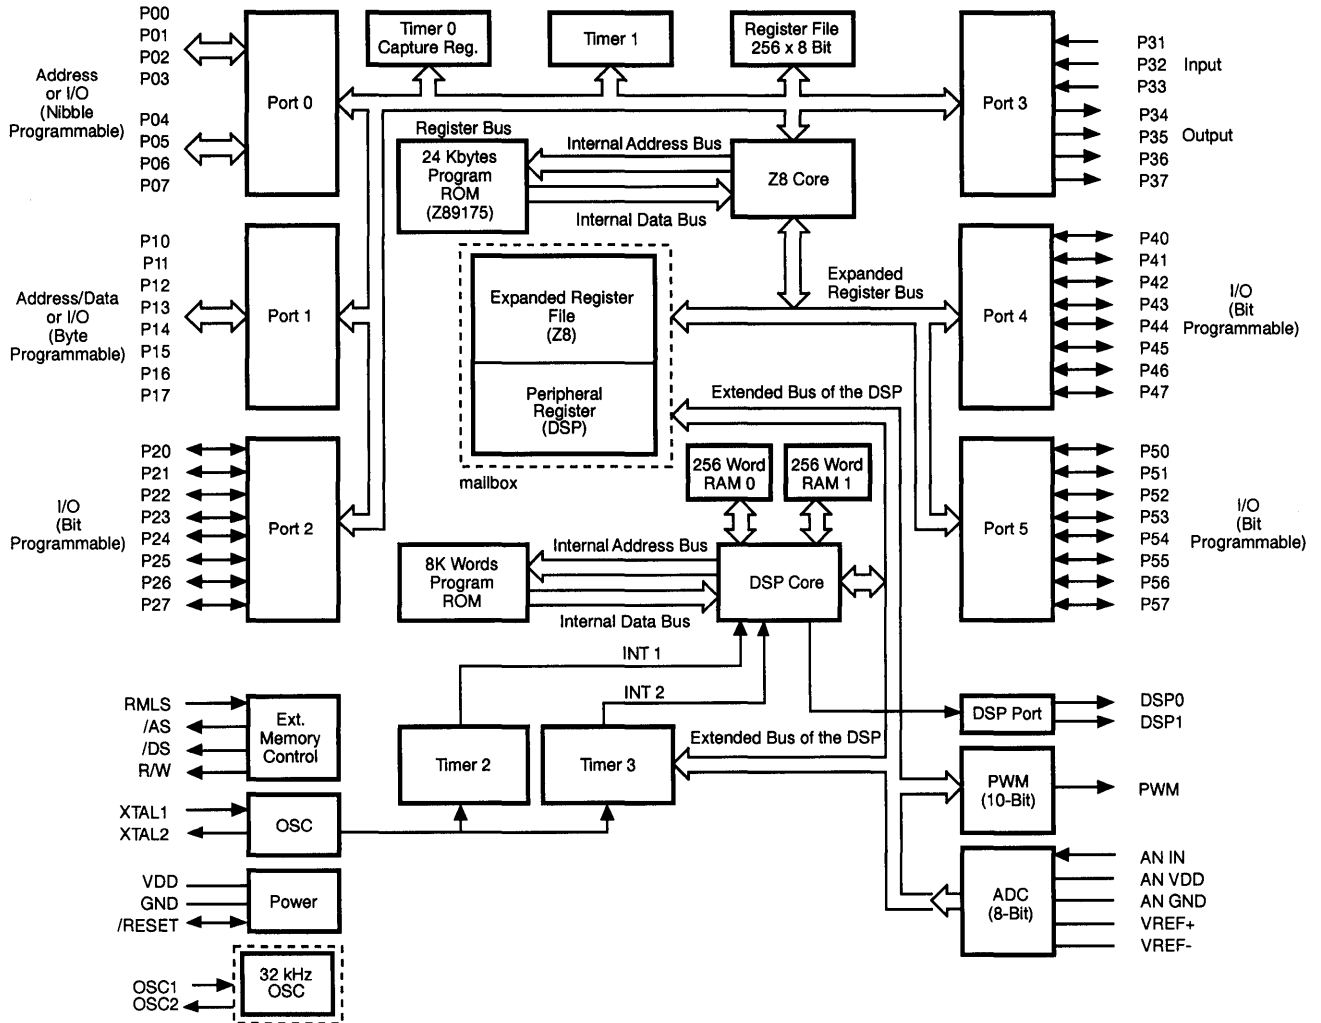 P00
P01
P02
P03
Address
or I/O
(Nibble
Programmable)
P04
P05
P06
P07
Port 0
Timer 0
Capture Reg.
Timer 1
Register File
256 x 8 Bit
Port 3
P31
P32
P33
Input
P34
P35
P36
P37
Output
Register Bus
24 Kbytes
Program
ROM
(Z89175)
Internal Address Bus
Internal Data Bus
Z8 Core
P10
P11
P12
P13
P14
P15
P16
P17
Address/Data
or I/O
(Byte
Programmable)
Port 1
Expanded Register
File
(Z8)
Peripheral
Register
(DSP)
mailbox
Expanded
Register Bus
Extended Bus of the DSP
Port 4
P40
P41
P42
P43
P44
P45
P46
P47
I/O
(Bit
Programmable)
P20
P21
P22
P23
P24
P25
P26
P27
I/O
(Bit
Programmable)
Port 2
256 Word
RAM 0
256 Word
RAM 1
8K Words
Program
ROM
Internal Address Bus
Internal Data Bus
DSP Core
Port 5
P50
P51
P52
P53
P54
P55
P56
P57
I/O
(Bit
Programmable)
INT 1
INT 2
RMLS
/AS
/DS
R/W
Ext.
Memory
Control
Timer 2
Timer 3
Extended Bus of the DSP
DSP Port
DSP0
DSP1
PWM
(10-Bit)
PWM
XTAL1
XTAL2
OSC
VDD
GND
/RESET
Power
ADC
(8-Bit)
AN IN
AN VDD
AN GND
VREF+
VREF-
OSC1
OSC2
32 kHz
OSC